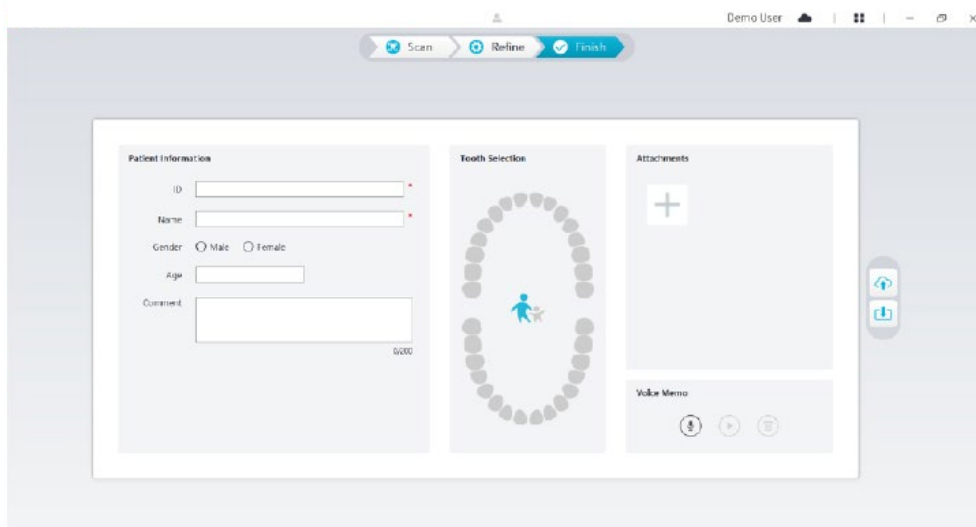 Demo User
Scan
Refine
Finish
Patient Information
ID
*
Name
*
Gender
Male
Female
Age
Comment
0/200
Tooth Selection
Attachments
Voice Memo